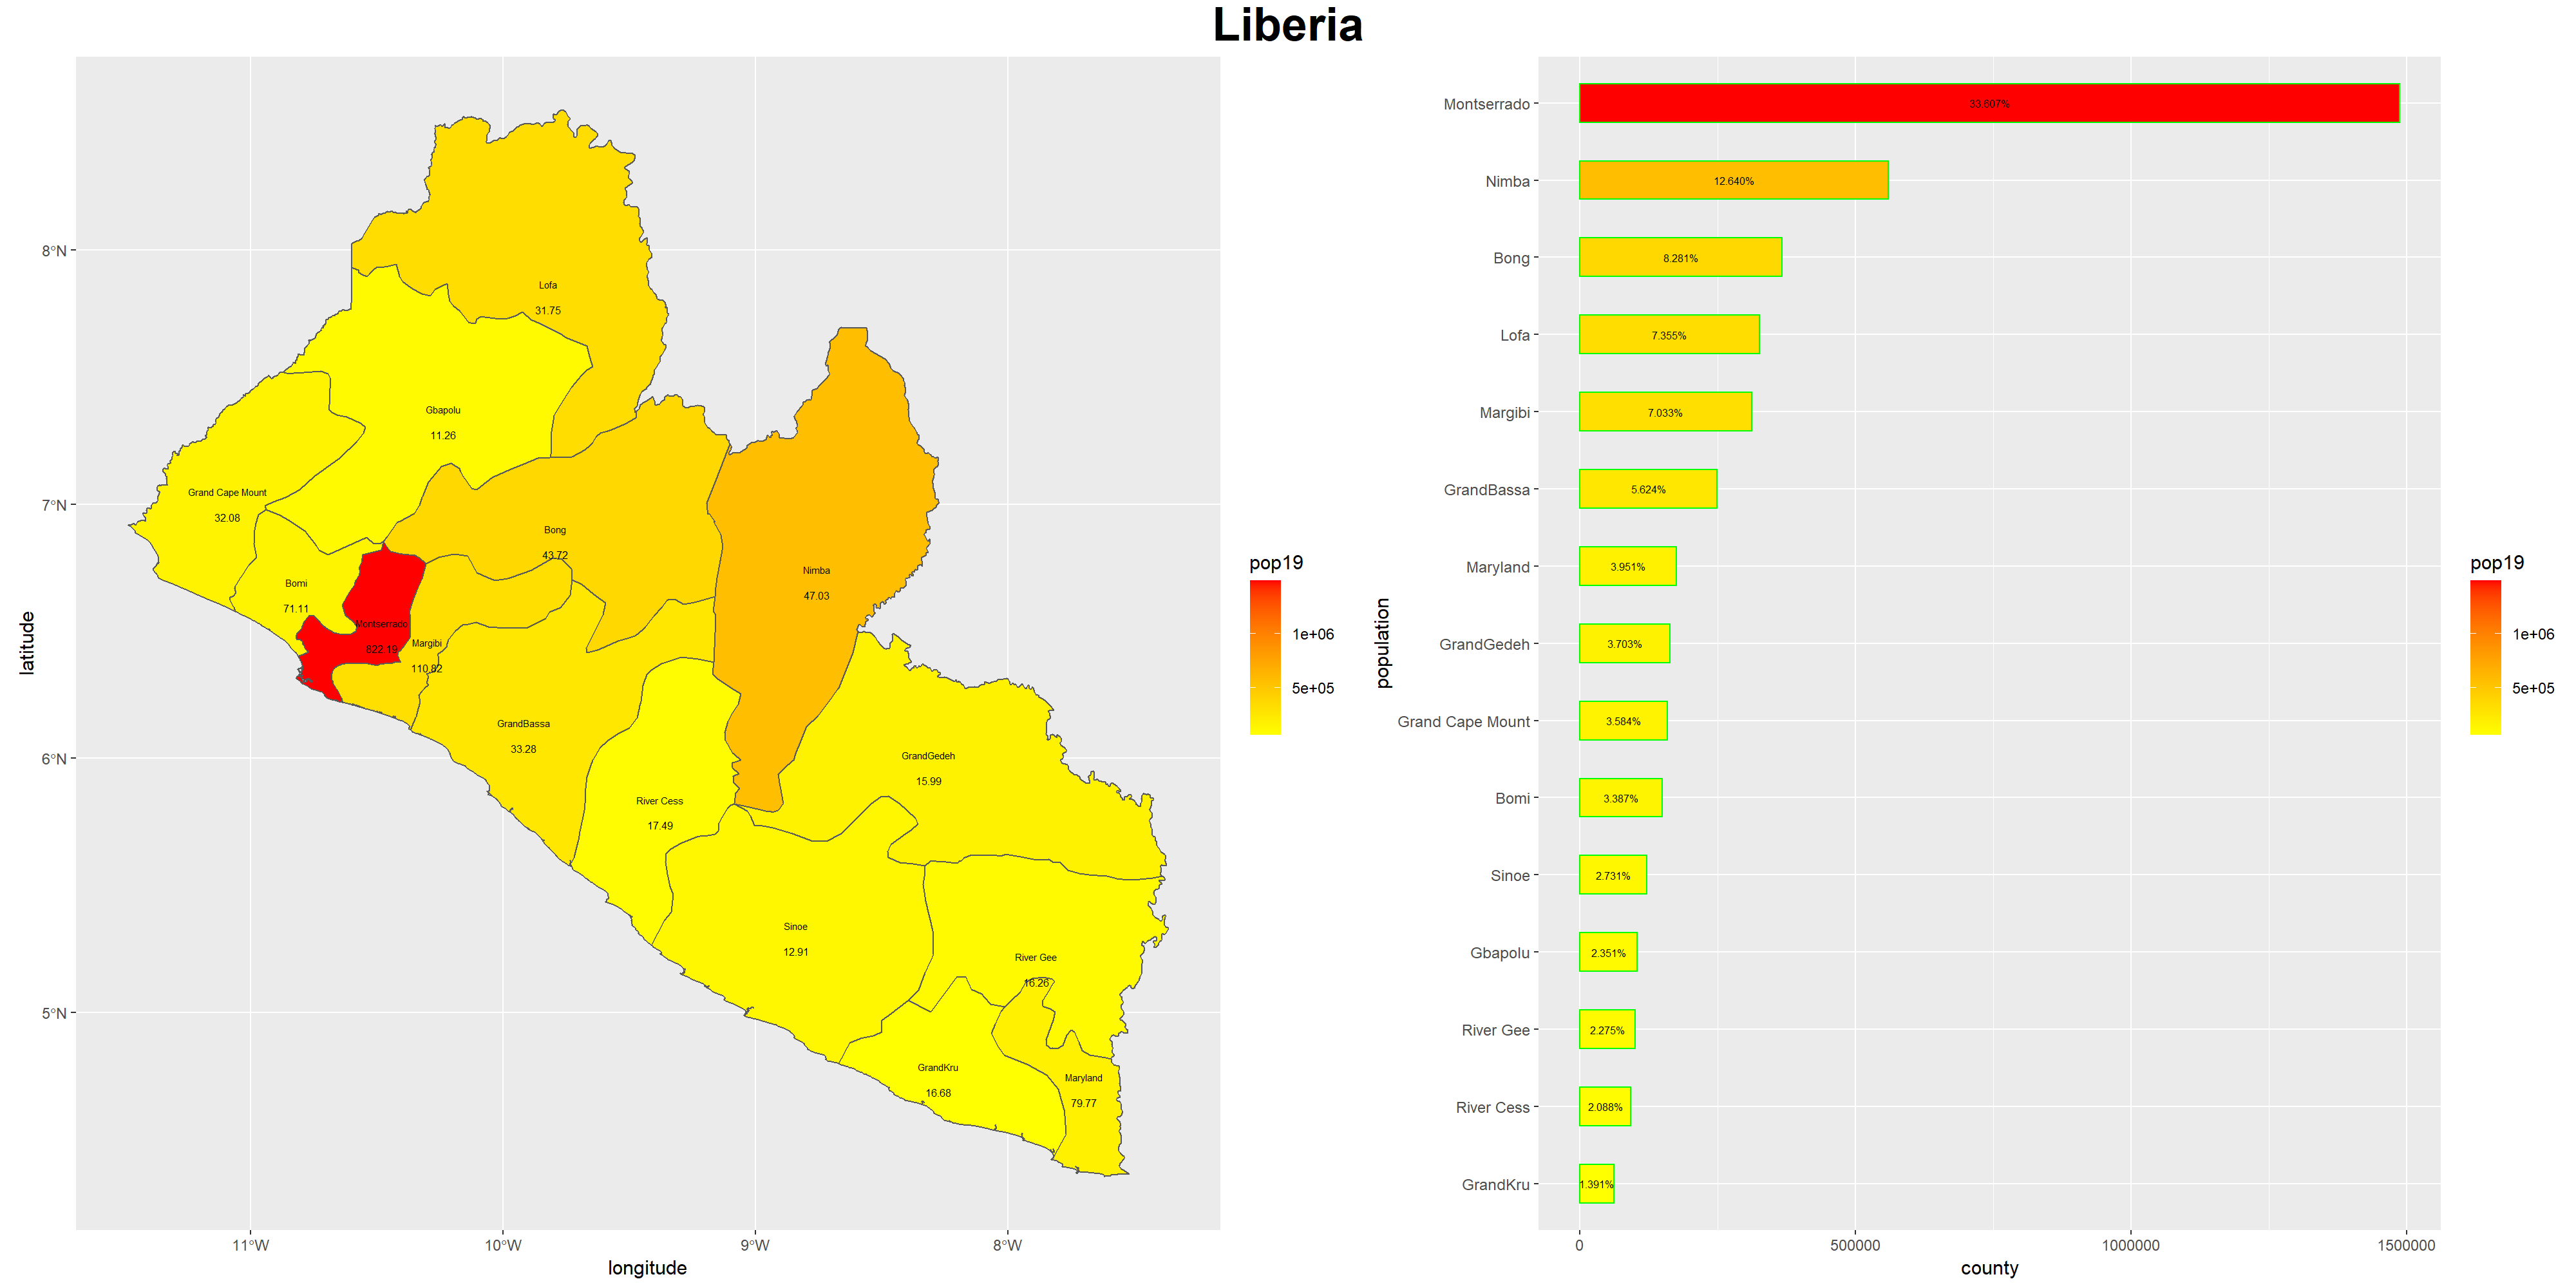 Liberia
latitude
8°N
7°N
6°N
5°N
Lofa
31.75
Gbapolu
11.26
Grand Cape Mount
32.08
Bong
43.72
Nimba
47.03
Bomi
71.11
Montserrado
822.19
Margibi
110.82
GrandBassa
33.28
GrandGedeh
15.99
River Cess
17.49
Sinoe
12.91
River Gee
16.26
GrandKru
16.68
Maryland
79.77
11°W
10°W
9°W
8°W
longitude
pop19
1e+06
5e+05
population
Montserrado
33.607%
Nimba
12.640%
Bong
8.281%
Lofa
7.355%
Margibi
7.033%
GrandBassa
5.624%
Maryland
3.951%
GrandGedeh
3.703%
Grand Cape Mount
3.584%
Bomi
3.387%
Sinoe
2.731%
Gbapolu
2.351%
River Gee
2.275%
River Cess
2.088%
GrandKru
1.391%
0
500000
1000000
1500000
county
pop19
1e+06
5e+05